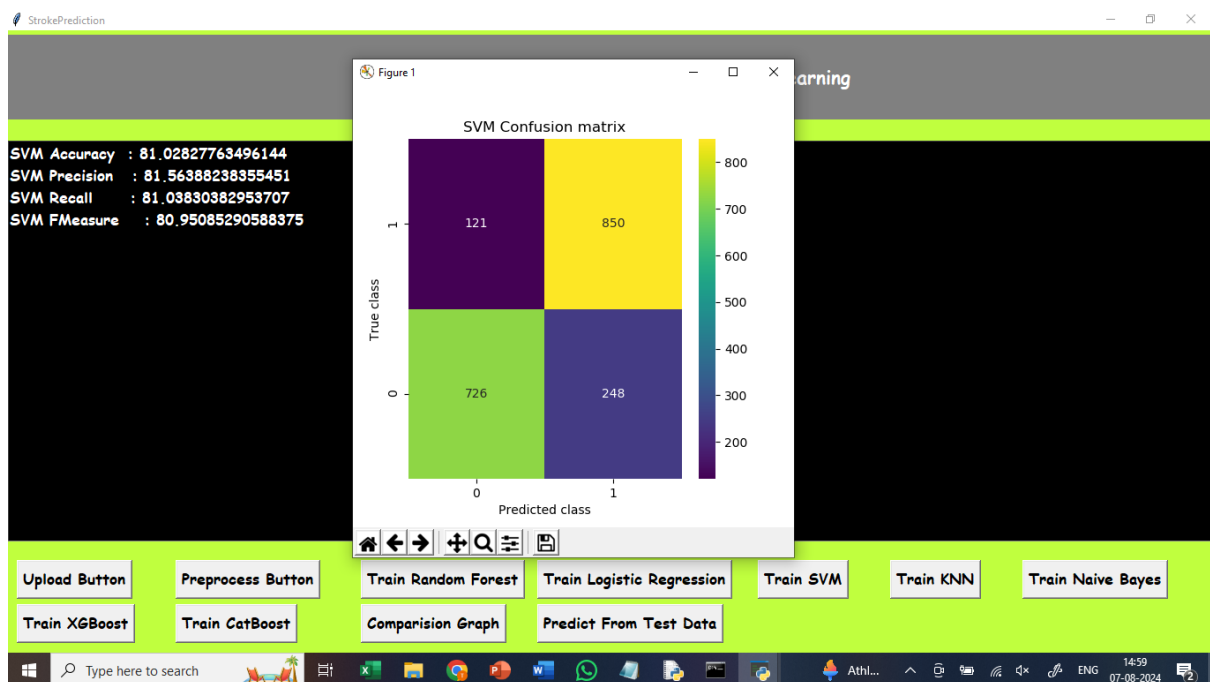 StrokePrediction
arning
SVM Accuracy : 81.02827763496144
SVM Precision : 81.56388238355451
SVM Recall : 81.03830382953707
SVM FMeasure : 80.95085290588375
Figure 1
SVM Confusion matrix
True class
1
0
121
850
726
248
0
1
Predicted class
800
700
600
500
400
300
200
Upload Button
Preprocess Button
Train Random Forest
Train Logistic Regression
Train SVM
Train KNN
Train Naive Bayes
Train XGBoost
Train CatBoost
Comparision Graph
Predict From Test Data
Type here to search
Athl...
ENG
14:59
07-08-2024
2